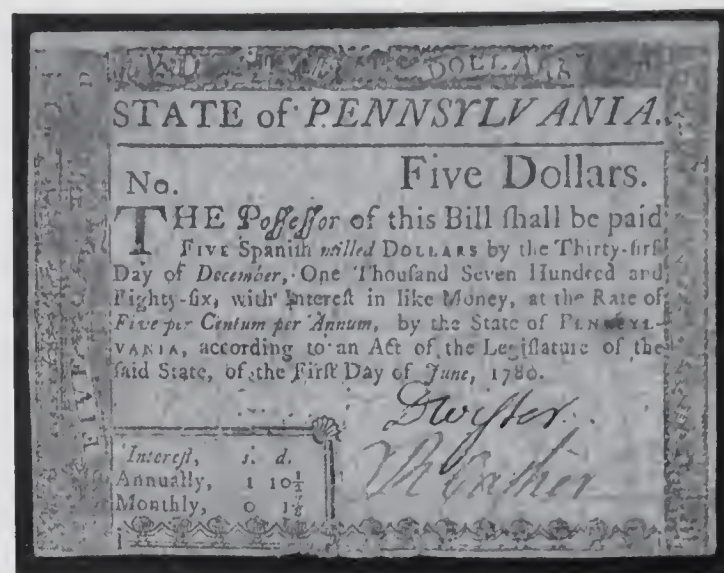 DOLLAR
STATE of PENNSYLVANIA.
No. Five Dollars.
THE Poſſeſſor of this Bill ſhall be paid
FIVE Spaniſh milled DOLLARS by the Thirty-firſt
Day of December, One Thouſand Seven Hundred and
Eighty-ſix, with Intereſt in like Money, at the Rate of
Five per Centum per Annum, by the State of PENNSYL-
VANIA, according to an Act of the Legiſlature of the
ſaid State, of the Firſt Day of June, 1780.
Intereſt, s. d.
Annually, 1 10½
Monthly, 0 1⅞